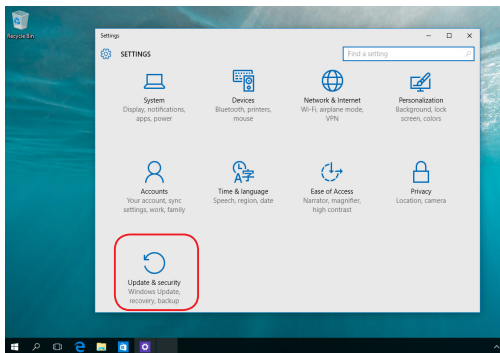 Recycle Bin
Settings
SETTINGS
Find a setting
System
Display, notifications,
apps, power
Devices
Bluetooth, printers,
mouse
Network & Internet
Wi-Fi, airplane mode,
VPN
Personalization
Background, lock
screen, colors
Accounts
Your account, sync
settings, work, family
Time & language
Speech, region, date
Ease of Access
Narrator, magnifier,
high contrast
Privacy
Location, camera
Update & security
Windows Update,
recovery, backup